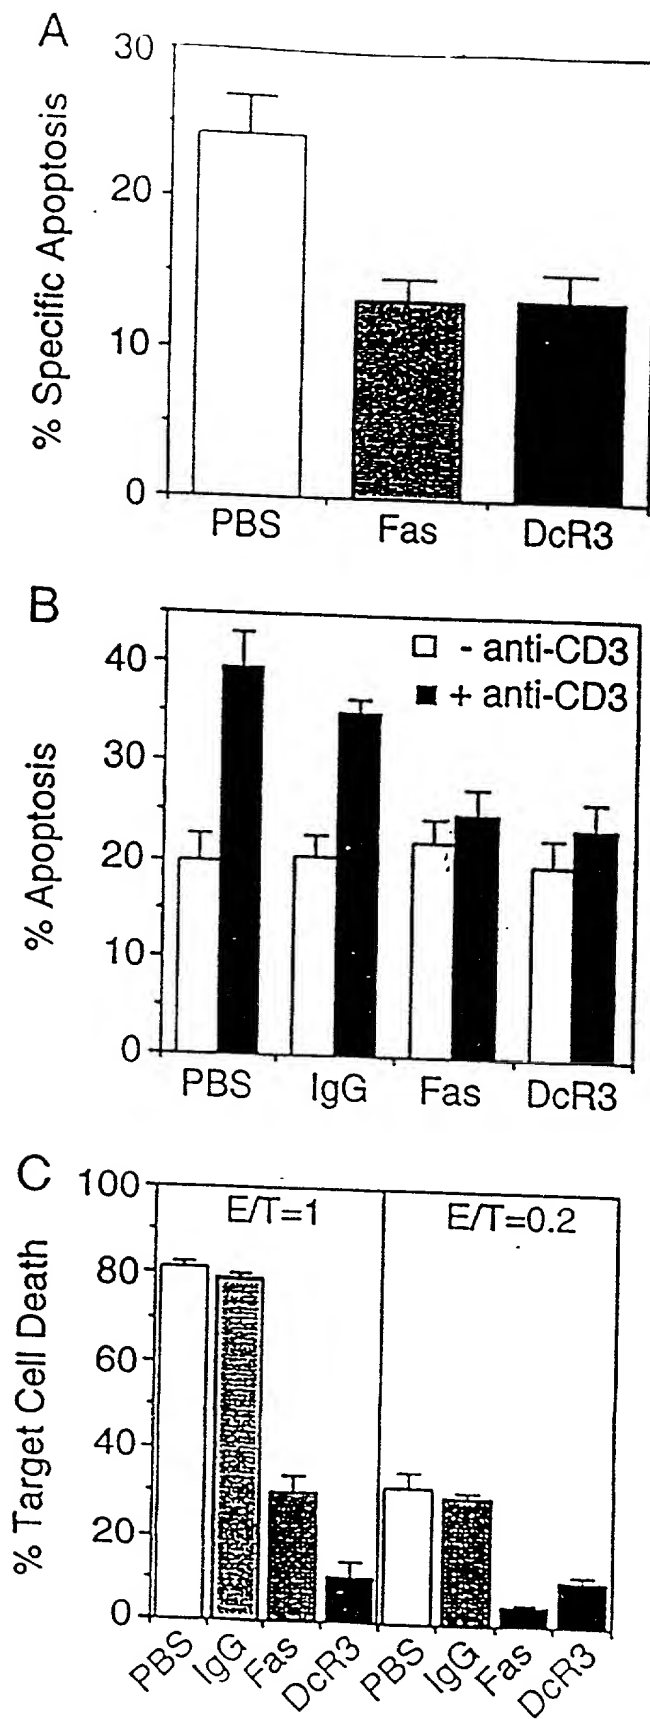 A
% Specific Apoptosis
30
20
10
0
PBS Fas DcR3
B
% Apoptosis
40
30
20
10
0
- anti-CD3
+ anti-CD3
PBS IgG Fas DcR3
C
% Target Cell Death
100
80
60
40
20
0
E/T=1 E/T=0.2
PBS IgG Fas DcR3 PBS IgG Fas DcR3